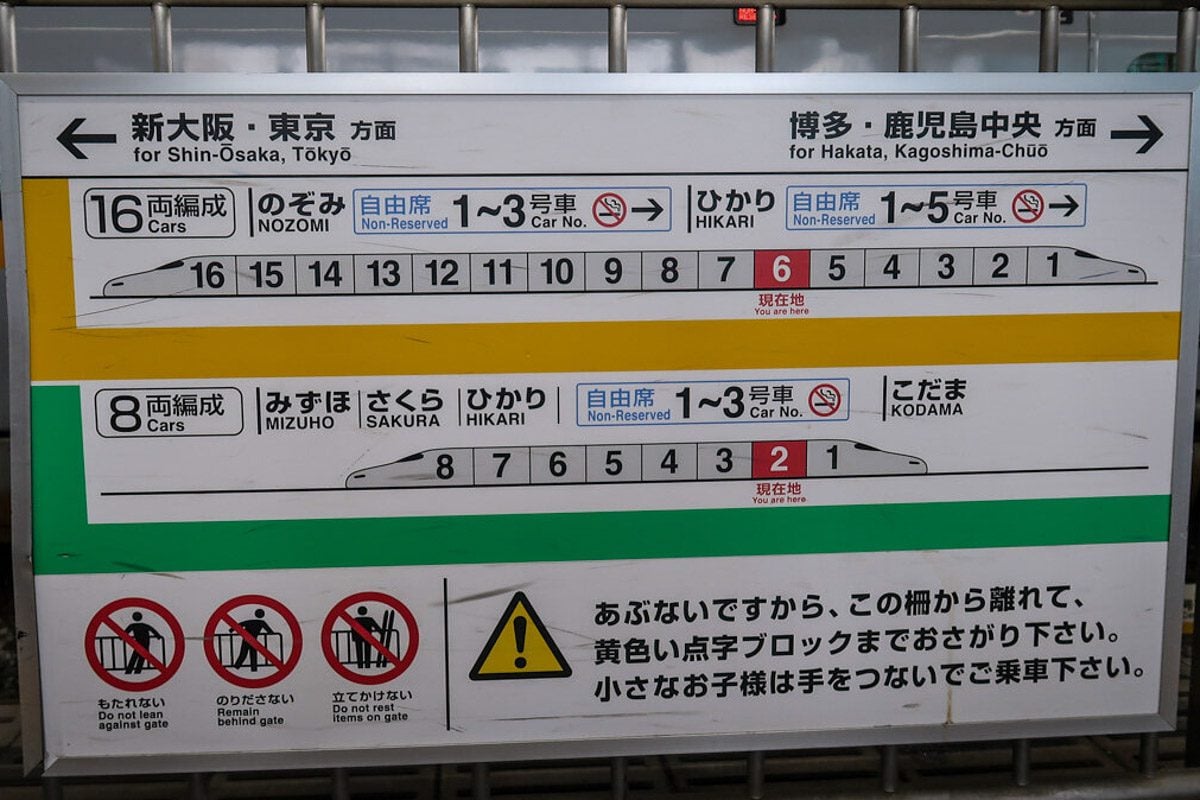 新大阪・東京 方面
for Shin-Ōsaka, Tōkyō
博多・鹿児島中央 方面
for Hakata, Kagoshima-Chūō
16両編成
Cars
のぞみ
NOZOMI
自由席
Non-Reserved
1~3号車
Car No.
ひかり
HIKARI
自由席
Non-Reserved
1~5号車
Car No.
16 15 14 13 12 11 10 9 8 7 6 5 4 3 2 1
現在地
You are here
8両編成
Cars
みずほ
MIZUHO
さくら
SAKURA
ひかり
HIKARI
自由席
Non-Reserved
1~3号車
Car No.
こだま
KODAMA
8 7 6 5 4 3 2 1
現在地
You are here
もたれない
Do not lean
against gate
のりださない
Remain
behind gate
立てかけない
Do not rest
items on gate
あぶないですから、この柵から離れて、
黄色い点字ブロックまでおさがり下さい。
小さなお子様は手をつないでご乗車下さい。